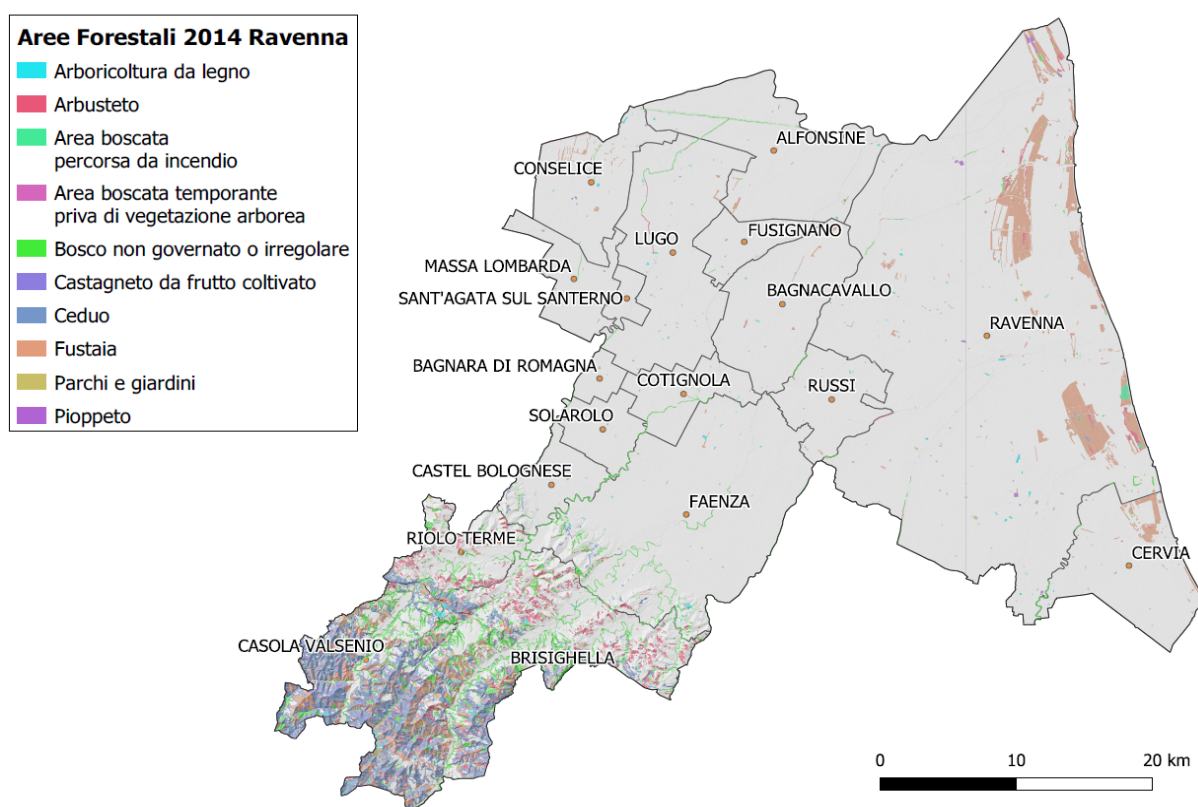 Aree Forestali 2014 Ravenna
Arboricoltura da legno
Arbusteto
Area boscata
percorsa da incendio
Area boscata temporante
priva di vegetazione arborea
Bosco non governato o irregolare
Castagneto da frutto coltivato
Ceduo
Fustaia
Parchi e giardini
Pioppeto
ALFONSINE
CONSELICE
LUGO
FUSIGNANO
MASSA LOMBARDA
SANT'AGATA SUL SANTERNO
BAGNACAVALLO
RAVENNA
BAGNARA DI ROMAGNA
COTIGNOLA
RUSSI
SOLAROLO
CASTEL BOLOGNESE
FAENZA
RIOLO TERME
CERVIA
CASOLA VALSENIO
BRISIGHELLA
0 10 20 km